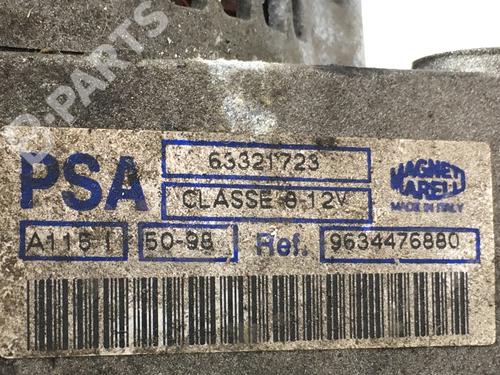 B-PARTS
PSA
63321723
CLASSE 8-12V
MAGNETI
MARELLI
MADE IN ITALY
A115 I
50-98
Ref.
9634476880